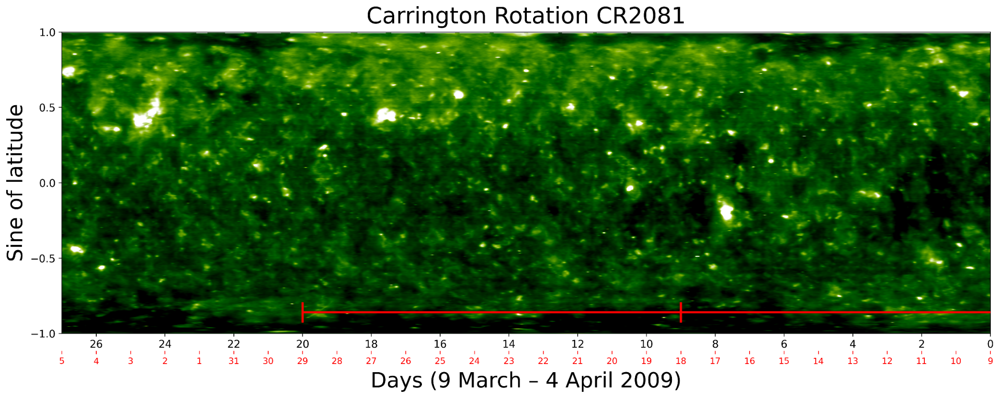 Carrington Rotation CR2081
1.0
0.5
0.0
−0.5
−1.0
Sine of latitude
26 24 22 20 18 16 14 12 10 8 6 4 2 0
5 4 3 2 1 31 30 29 28 27 26 25 24 23 22 21 20 19 18 17 16 15 14 13 12 11 10 9
Days (9 March – 4 April 2009)